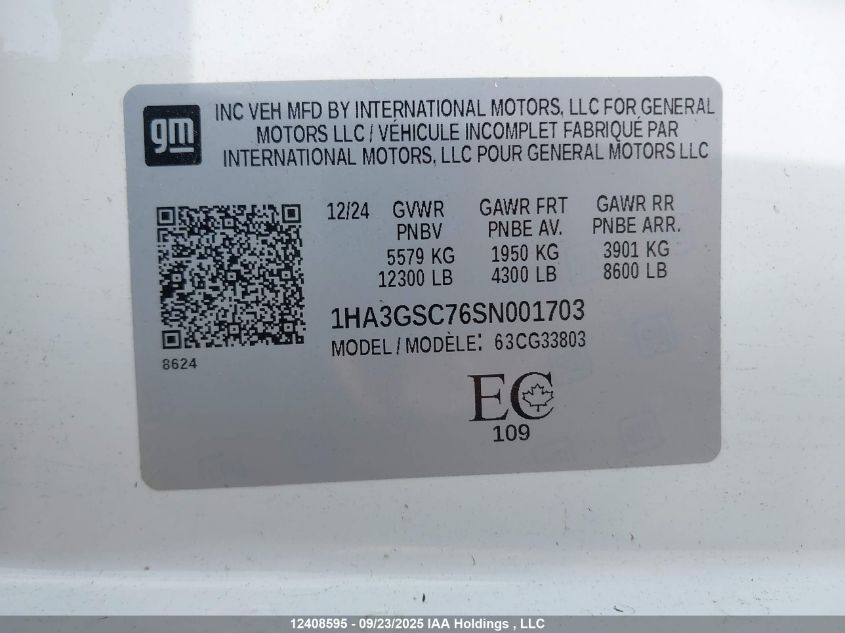 gm
INC VEH MFD BY INTERNATIONAL MOTORS, LLC FOR GENERAL
MOTORS LLC / VÉHICULE INCOMPLET FABRIQUÉ PAR
INTERNATIONAL MOTORS, LLC POUR GENERAL MOTORS LLC
12/24 GVWR GAWR FRT GAWR RR
PNBV PNBE AV. PNBE ARR.
5579 KG 1950 KG 3901 KG
12300 LB 4300 LB 8600 LB
1HA3GSC76SN001703
MODEL / MODÈLE: 63CG33803
8624
EC
109
12408595 - 09/23/2025 IAA Holdings , LLC